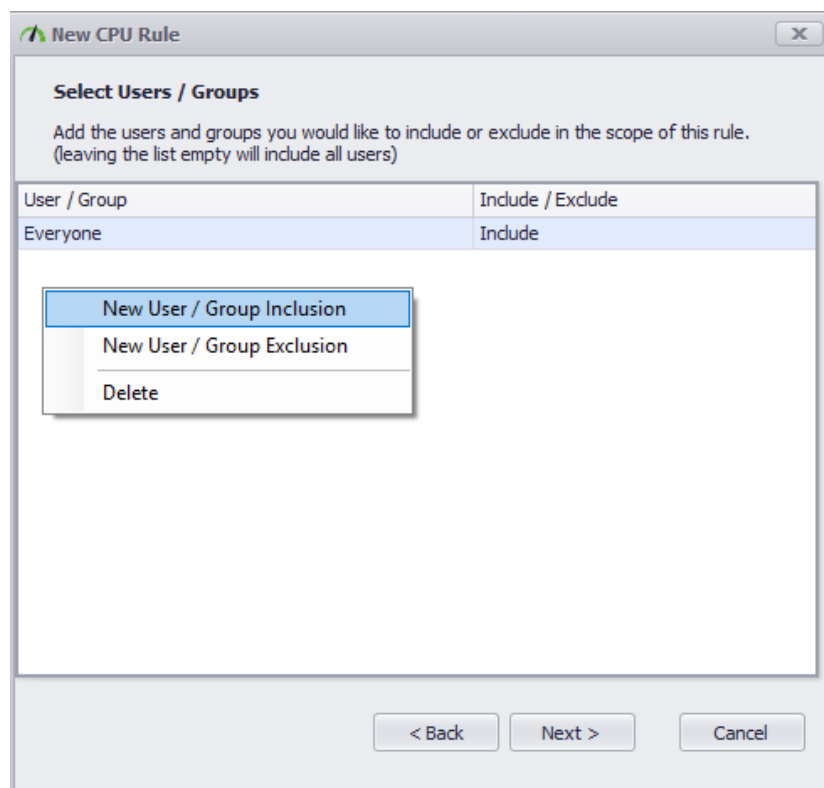 New CPU Rule
x
Select Users / Groups
Add the users and groups you would like to include or exclude in the scope of this rule.
(leaving the list empty will include all users)
User / Group Include / Exclude
Everyone Include
New User / Group Inclusion
New User / Group Exclusion
Delete
< Back Next > Cancel